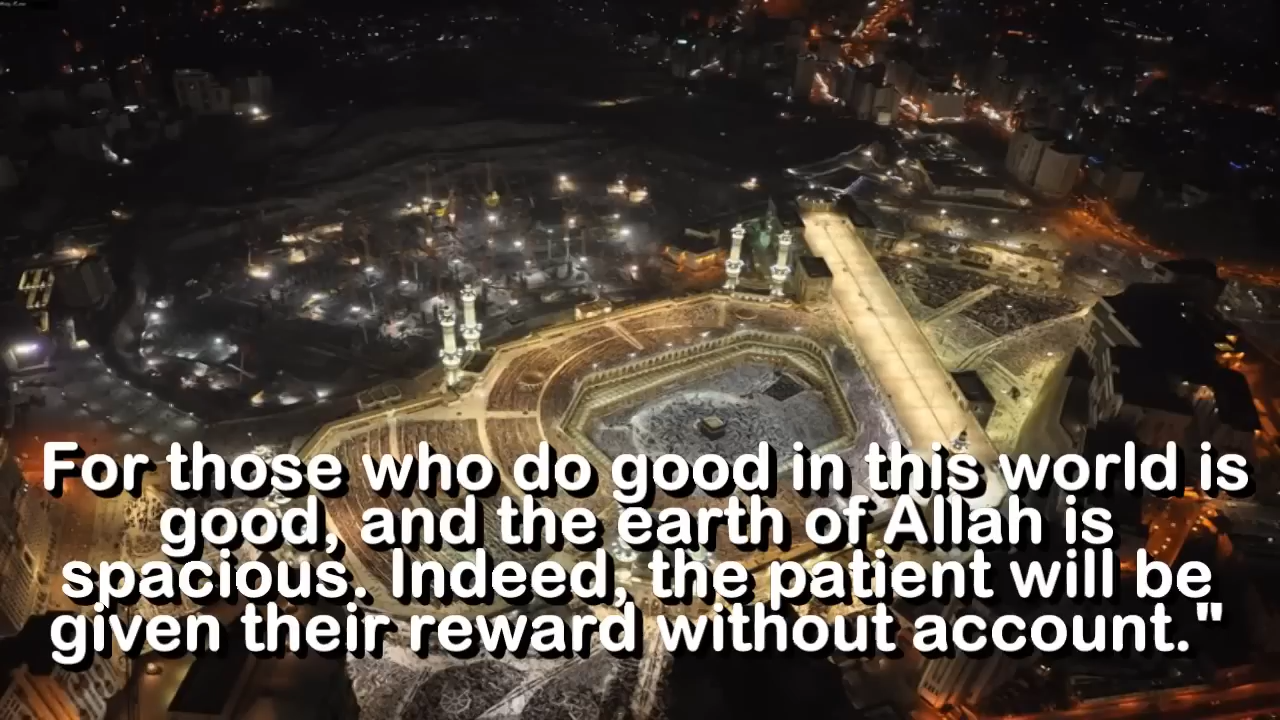 For those who do good in this world is
good, and the earth of Allah is
spacious. Indeed, the patient will be
given their reward without account."